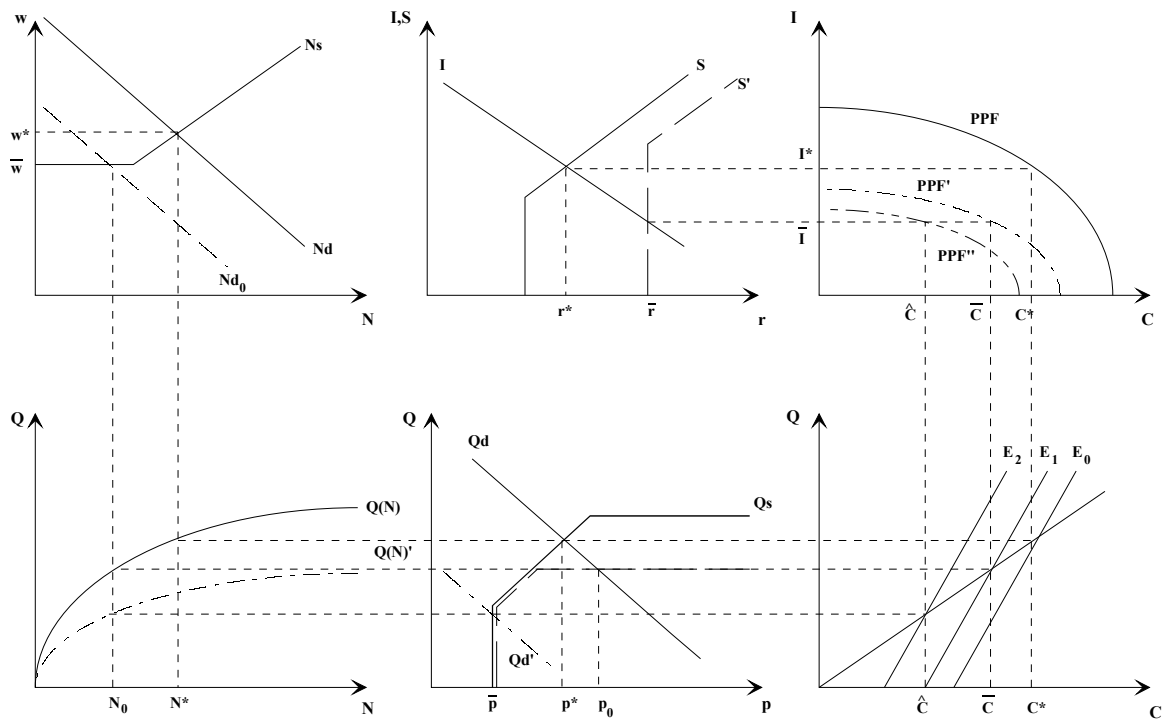 w
I,S
I
Ns
I
S
S'
PPF
w*
w̅
I*
PPF'
I̅
PPF''
Nd
Nd₀
N
r*
r̅
r
Ĉ
C̅
C*
C
Q
Q
Q
Qd
E₂
E₁
E₀
Q(N)
Qs
Q(N)'
Qd'
N₀
N*
N
p̅
p*
p₀
p
Ĉ
C̅
C*
C